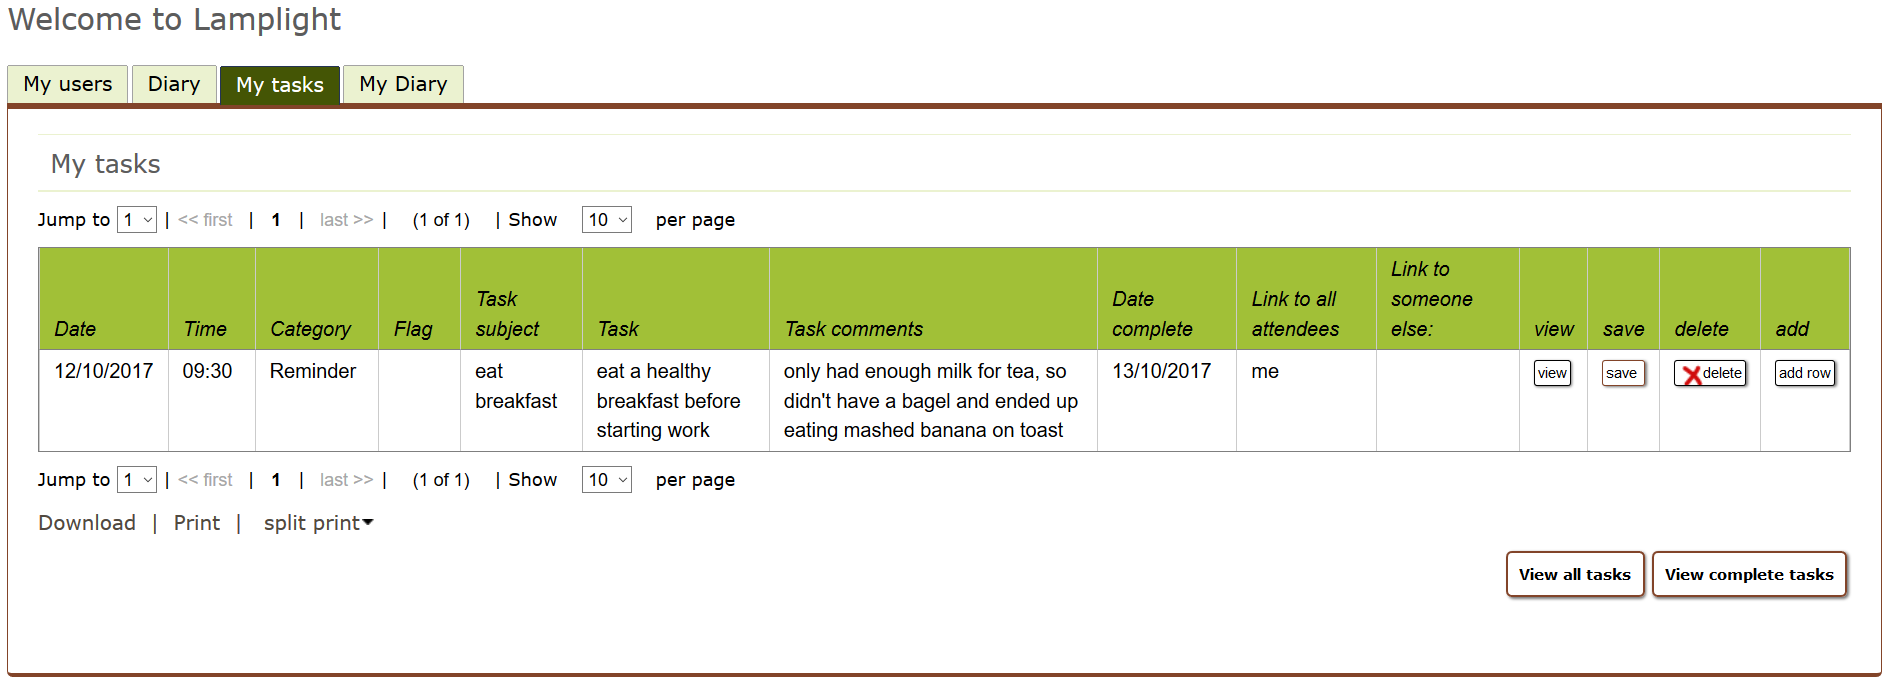 Welcome to Lamplight
My users Diary My tasks My Diary
My tasks
Jump to 1 | << first | 1 | last >> | (1 of 1) | Show 10 per page
Date Time Category Flag Task subject Task Task comments Date complete Link to all attendees Link to someone else: view save delete add
12/10/2017 09:30 Reminder eat breakfast eat a healthy breakfast before starting work only had enough milk for tea, so didn't have a bagel and ended up eating mashed banana on toast 13/10/2017 me view save delete add row
Jump to 1 | << first | 1 | last >> | (1 of 1) | Show 10 per page
Download | Print | split print
View all tasks View complete tasks